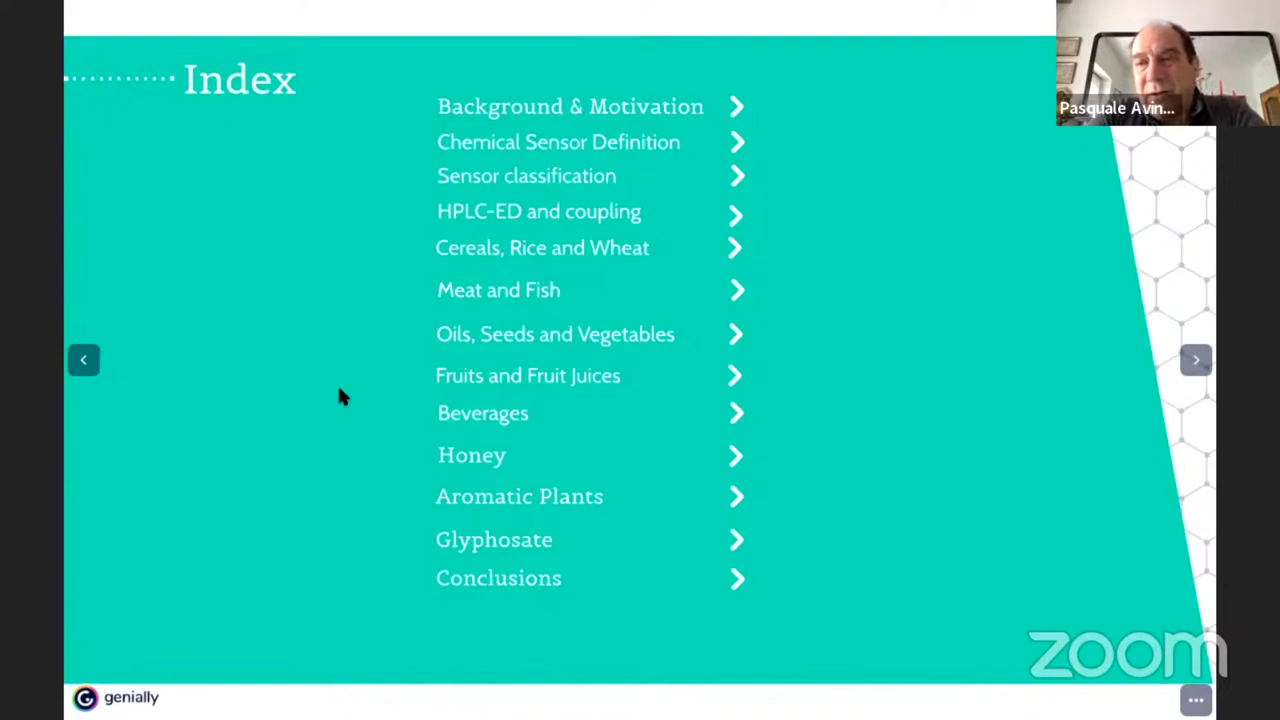 Index
Background & Motivation
Chemical Sensor Definition
Sensor classification
HPLC-ED and coupling
Cereals, Rice and Wheat
Meat and Fish
Oils, Seeds and Vegetables
Fruits and Fruit Juices
Beverages
Honey
Aromatic Plants
Glyphosate
Conclusions
Pasquale Avin...
zoom
genially